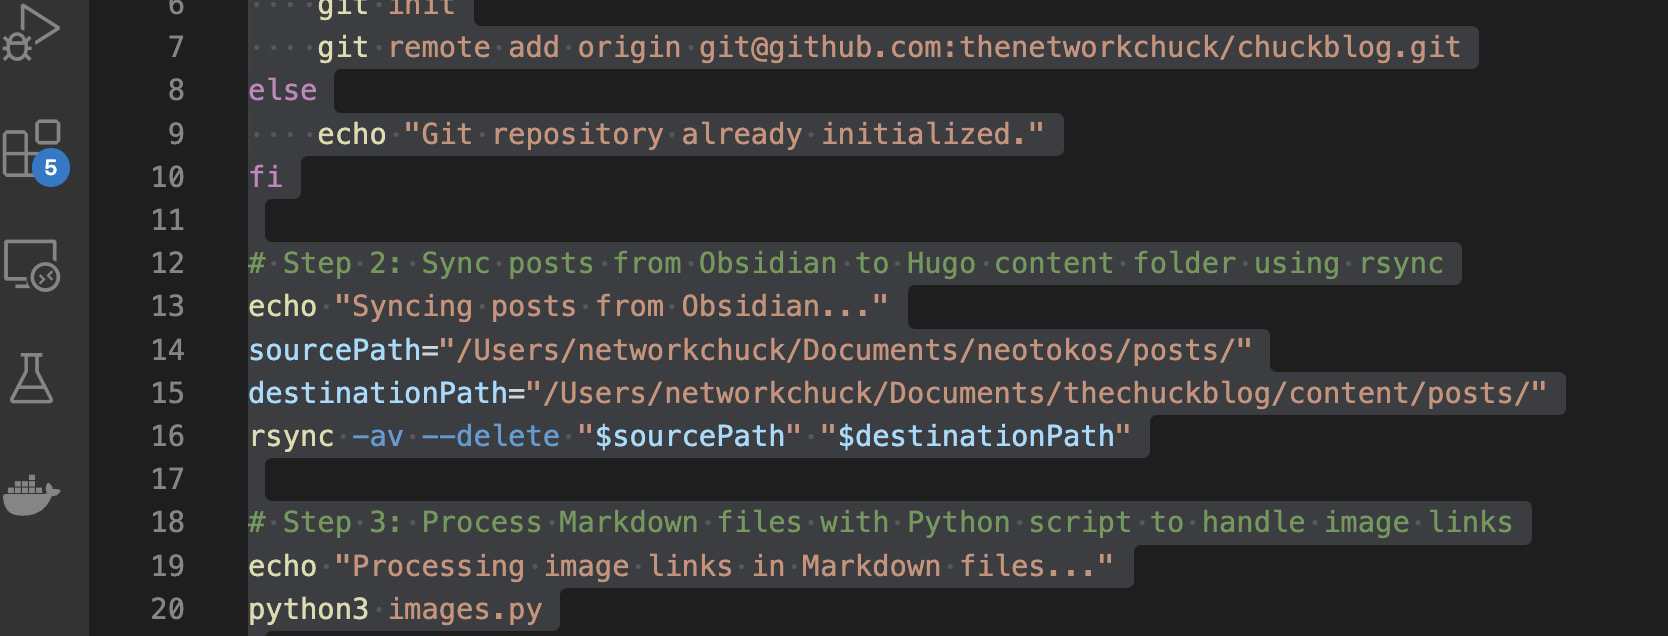 6 git init
7 git remote add origin git@github.com:thenetworkchuck/chuckblog.git
8 else
9 echo "Git repository already initialized."
10 fi
11
12 # Step 2: Sync posts from Obsidian to Hugo content folder using rsync
13 echo "Syncing posts from Obsidian..."
14 sourcePath="/Users/networkchuck/Documents/neotokos/posts/"
15 destinationPath="/Users/networkchuck/Documents/thechuckblog/content/posts/"
16 rsync -av --delete "$sourcePath" "$destinationPath"
17
18 # Step 3: Process Markdown files with Python script to handle image links
19 echo "Processing image links in Markdown files..."
20 python3 images.py
5